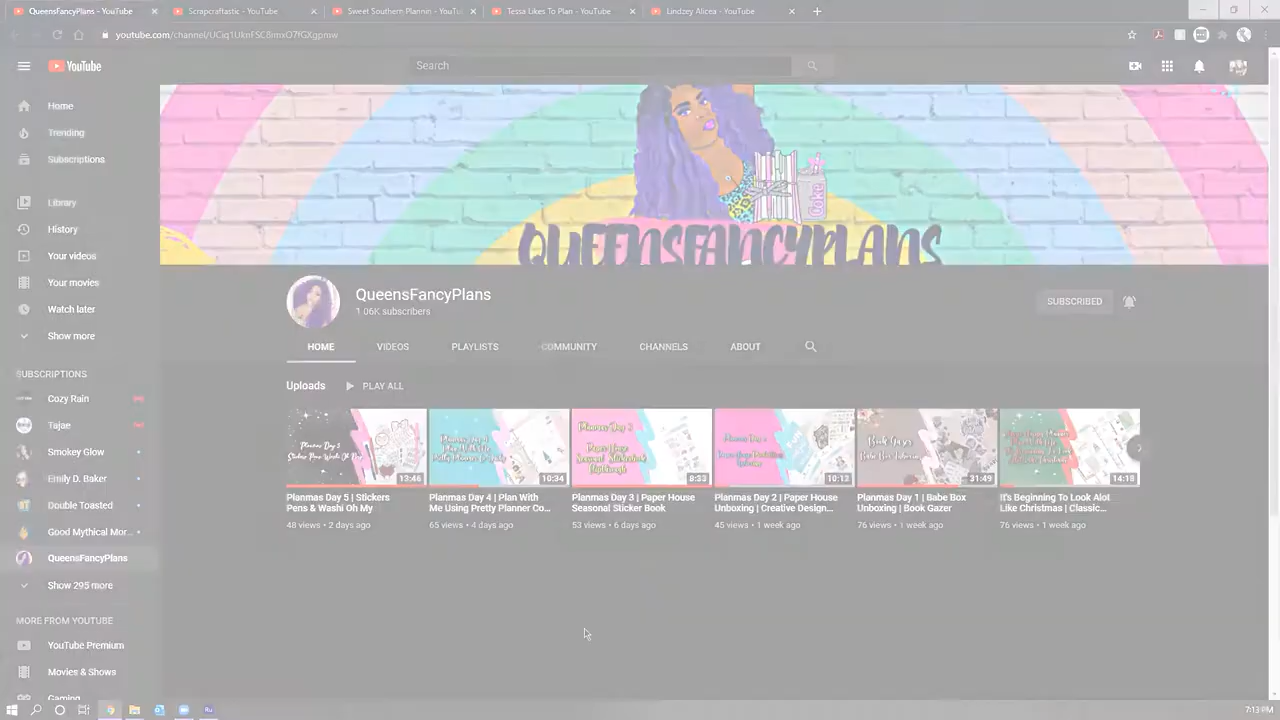 QueensFancyPlans - YouTube
Scrapcraftastic - YouTube
Sweet Southern Plannin - YouTu
Tessa Likes To Plan - YouTube
Lindzey Alicea - YouTube
YouTube
Search
Home
Trending
Subscriptions
Library
History
Your videos
Your movies
Watch later
Show more
SUBSCRIPTIONS
Cozy Rain
Tajae
Smokey Glow
Emily D. Baker
Double Toasted
Good Mythical Mor...
QueensFancyPlans
Show 295 more
MORE FROM YOUTUBE
YouTube Premium
Movies & Shows
Gaming
Coke
QUEENSFANCYPLANS
QueensFancyPlans
1.06K subscribers
SUBSCRIBED
HOME VIDEOS PLAYLISTS COMMUNITY CHANNELS ABOUT
Uploads PLAY ALL
13:46
Planmas Day 5 | Stickers
Pens & Washi Oh My
48 views • 2 days ago
10:34
Planmas Day 4 | Plan With
Me Using Pretty Planner Co...
65 views • 4 days ago
8:33
Planmas Day 3 | Paper House
Seasonal Sticker Book
53 views • 6 days ago
10:12
Planmas Day 2 | Paper House
Unboxing | Creative Design...
45 views • 1 week ago
Book Gazer
Babe Box Unboxing
31:49
Planmas Day 1 | Babe Box
Unboxing | Book Gazer
76 views • 1 week ago
14:18
It's Beginning To Look Alot
Like Christmas | Classic...
76 views • 1 week ago
7:13 PM